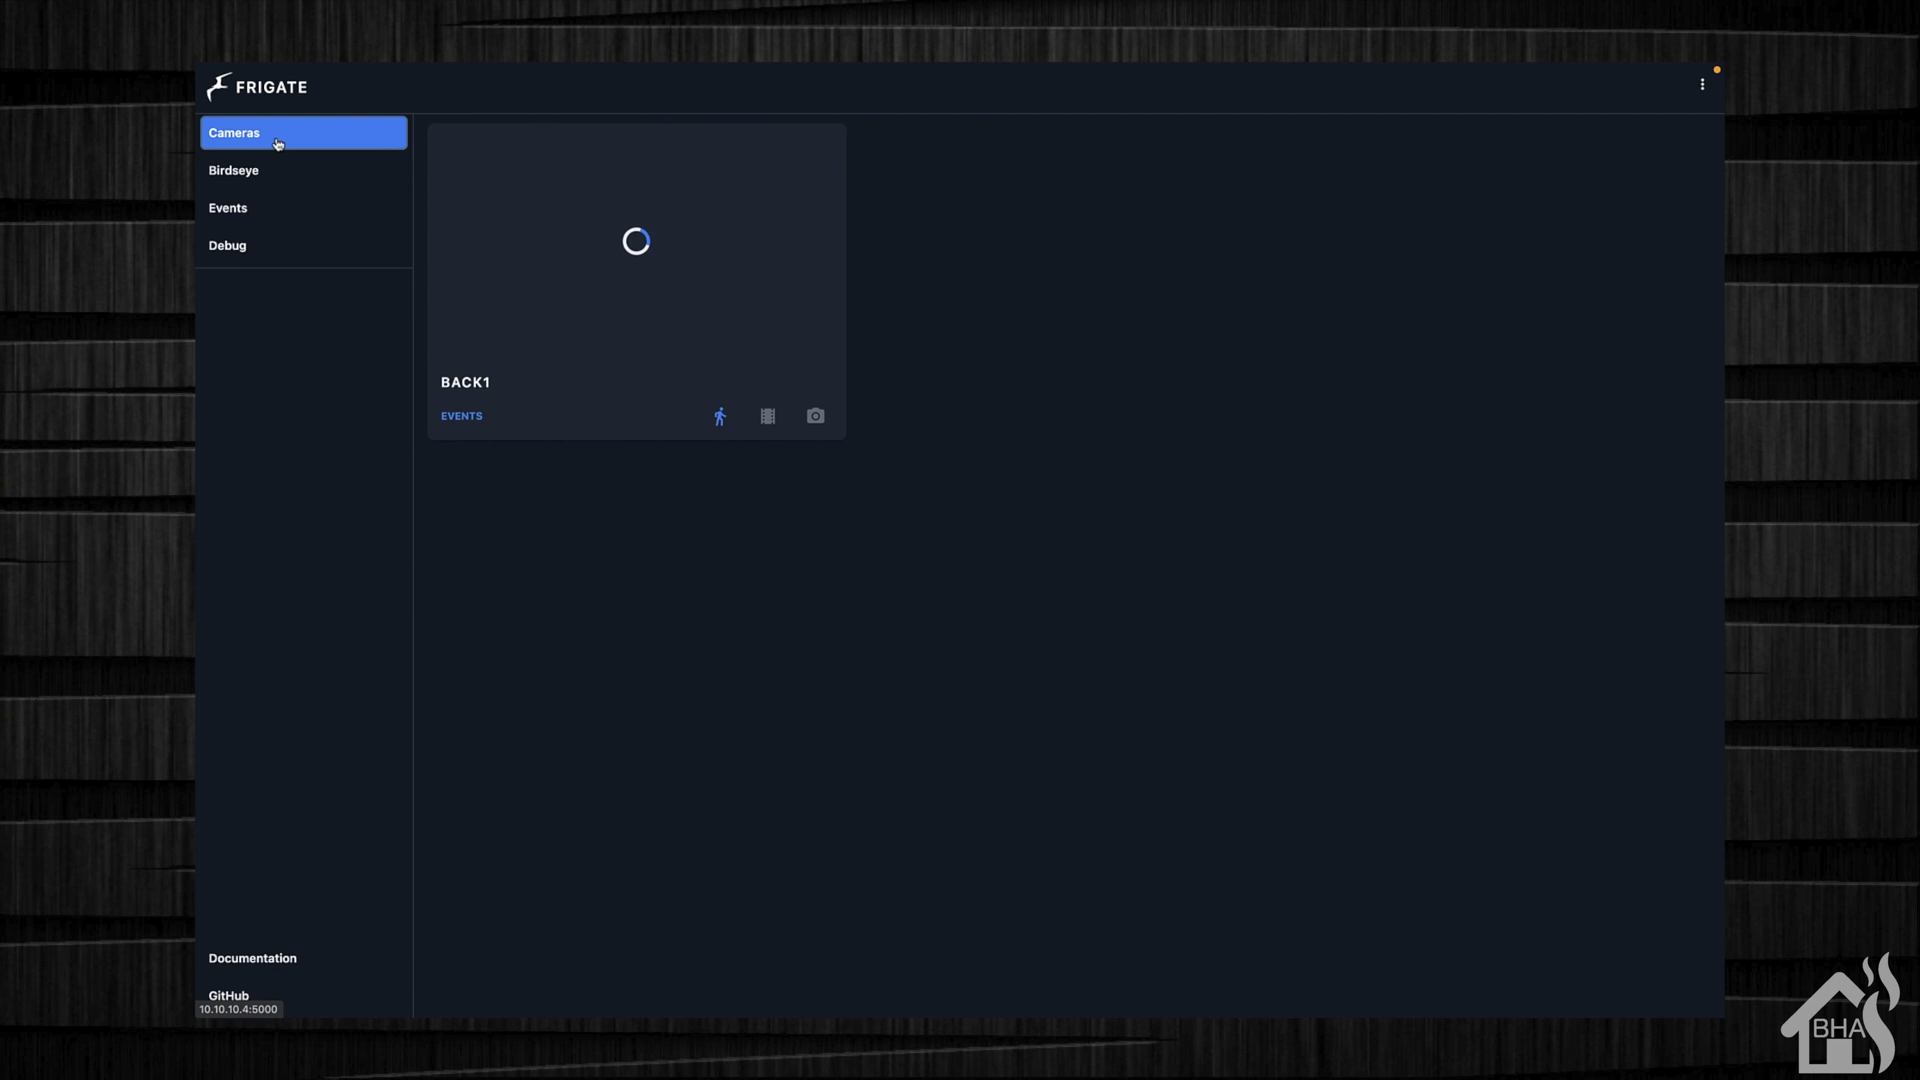 FRIGATE
Cameras
Birdseye
Events
Debug
BACK1
EVENTS
Documentation
GitHub
10.10.10.4:5000
BHA